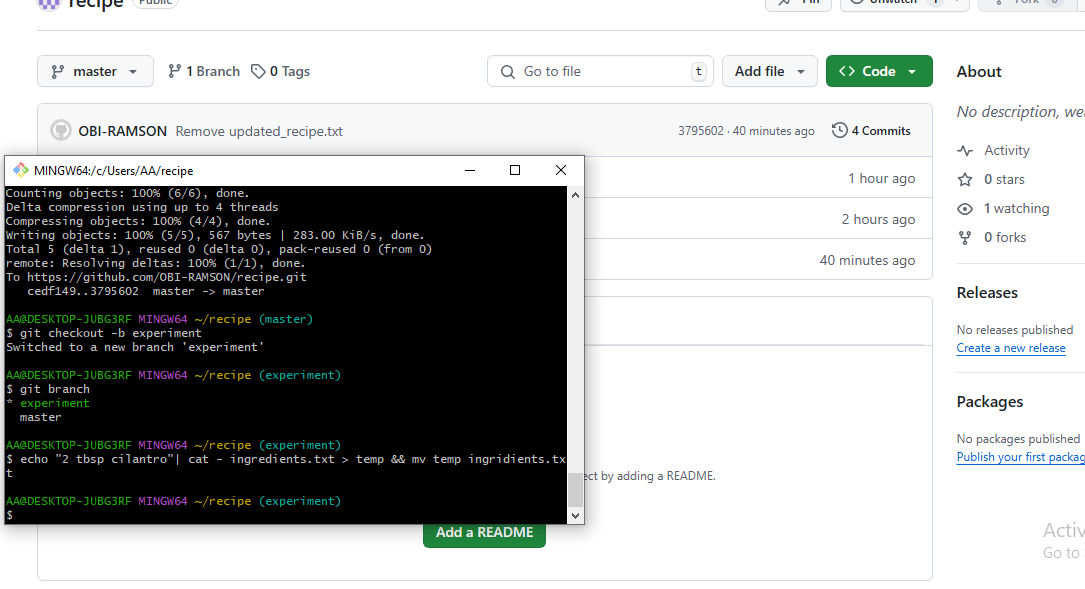 recipe Public
Pin Unwatch 1 Fork 0
master 1 Branch 0 Tags Go to file t Add file Code About
No description, we
OBI-RAMSON Remove updated_recipe.txt 3795602 · 40 minutes ago 4 Commits
Activity
MINGW64:/c/Users/AA/recipe
1 hour ago
0 stars
2 hours ago
1 watching
40 minutes ago
0 forks
Counting objects: 100% (6/6), done.
Delta compression using up to 4 threads
Compressing objects: 100% (4/4), done.
Writing objects: 100% (5/5), 567 bytes | 283.00 KiB/s, done.
Total 5 (delta 1), reused 0 (delta 0), pack-reused 0 (from 0)
remote: Resolving deltas: 100% (1/1), done.
To https://github.com/OBI-RAMSON/recipe.git
cedf149..3795602 master -> master
AA@DESKTOP-JUBG3RF MINGW64 ~/recipe (master)
$ git checkout -b experiment
Switched to a new branch 'experiment'
AA@DESKTOP-JUBG3RF MINGW64 ~/recipe (experiment)
$ git branch
* experiment
master
AA@DESKTOP-JUBG3RF MINGW64 ~/recipe (experiment)
$ echo "2 tbsp cilantro"| cat - ingredients.txt > temp && mv temp ingridients.tx
t
AA@DESKTOP-JUBG3RF MINGW64 ~/recipe (experiment)
$
Releases
No releases published
Create a new release
Packages
No packages published
Publish your first packag
ect by adding a README.
Add a README
Activ
Go to